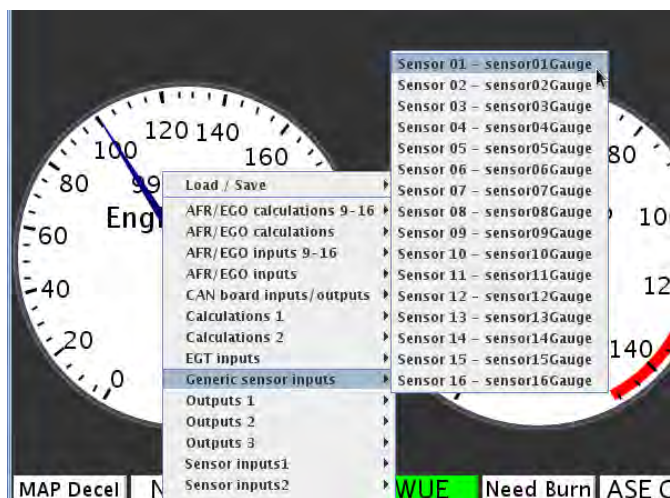 120 140
100
160
80
99
Engi
60
40
20
0
Load / Save
AFR/EGO calculations 9-16
AFR/EGO calculations
AFR/EGO inputs 9-16
AFR/EGO inputs
CAN board inputs/outputs
Calculations 1
Calculations 2
EGT inputs
Generic sensor inputs
Outputs 1
Outputs 2
Outputs 3
Sensor inputs1
Sensor inputs2
Sensor 01 - sensor01Gauge
Sensor 02 - sensor02Gauge
Sensor 03 - sensor03Gauge
Sensor 04 - sensor04Gauge
Sensor 05 - sensor05Gauge
Sensor 06 - sensor06Gauge
Sensor 07 - sensor07Gauge
Sensor 08 - sensor08Gauge
Sensor 09 - sensor09Gauge
Sensor 10 - sensor10Gauge
Sensor 11 - sensor11Gauge
Sensor 12 - sensor12Gauge
Sensor 13 - sensor13Gauge
Sensor 14 - sensor14Gauge
Sensor 15 - sensor15Gauge
Sensor 16 - sensor16Gauge
80
10
12
140
MAP Decel
N
WUE
Need Burn
ASE